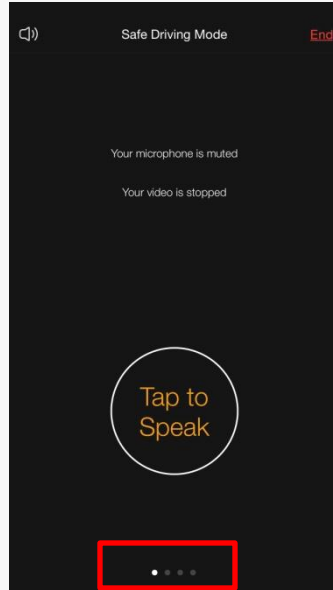 Safe Driving Mode
End
Your microphone is muted
Your video is stopped
Tap to
Speak